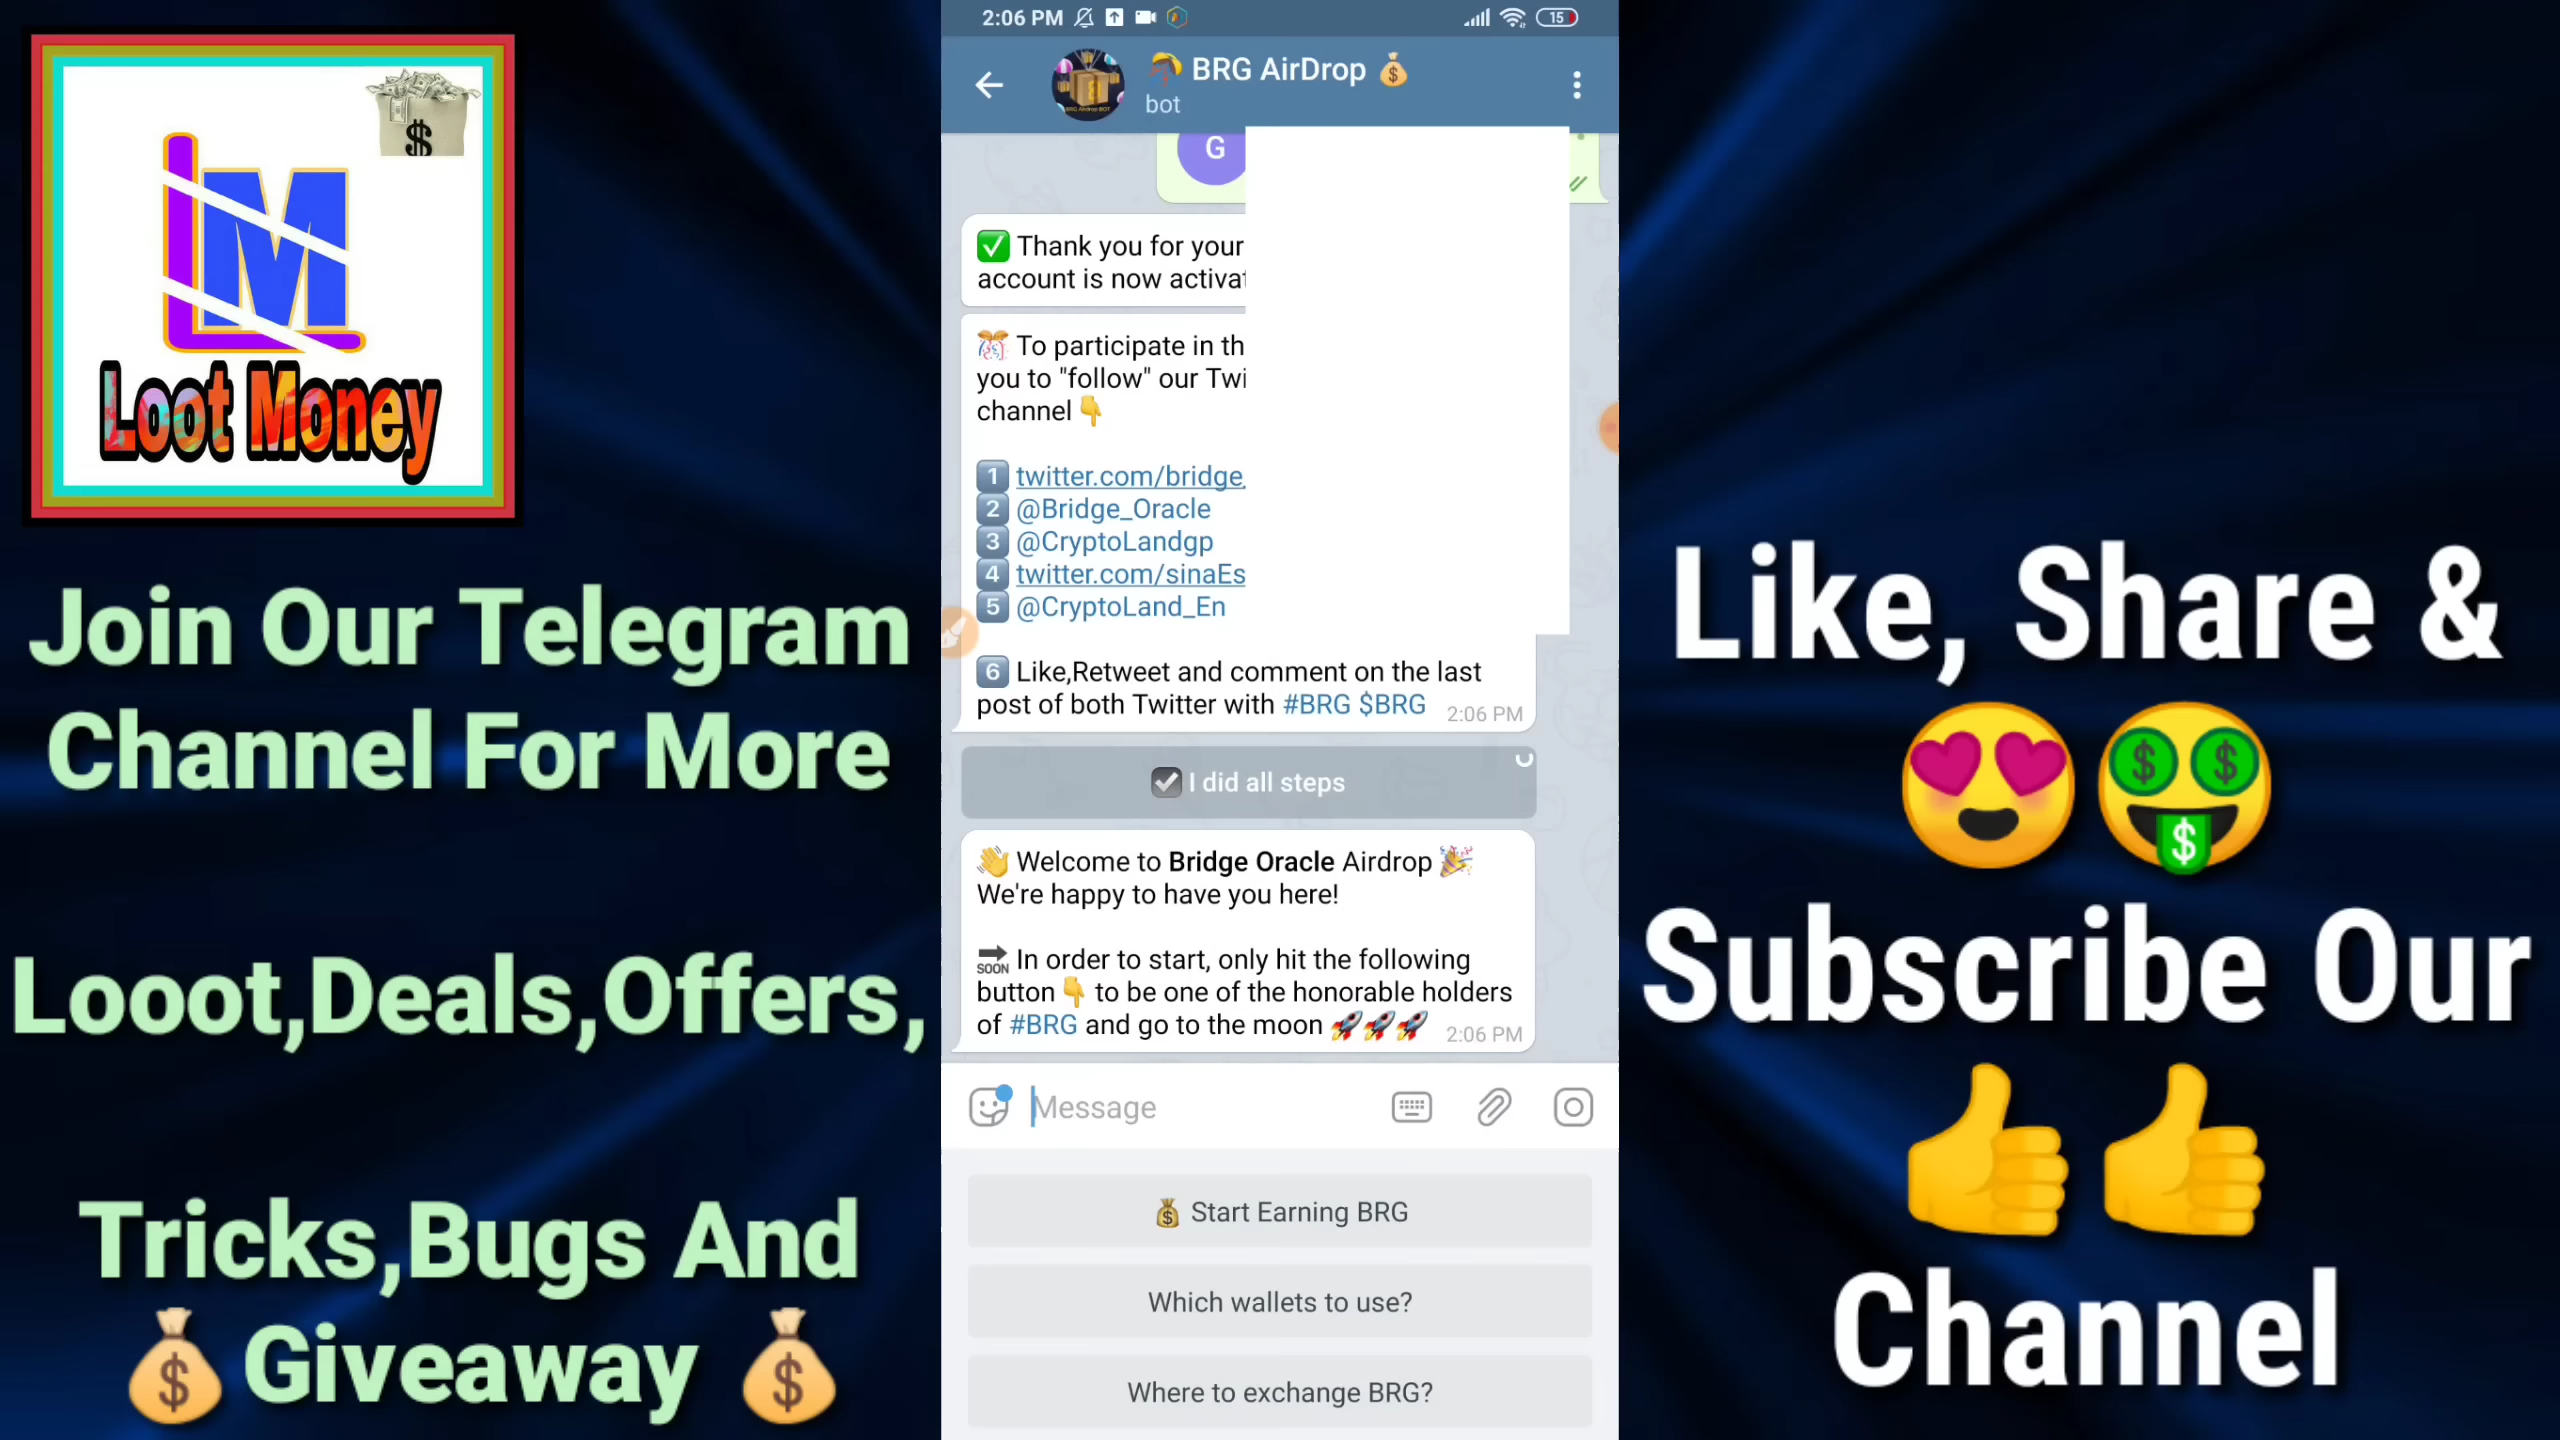 LM
Loot Money
Join Our Telegram
Channel For More
Looot,Deals,Offers,
Tricks,Bugs And
💰Giveaway 💰
2:06 PM
15
🪂 BRG AirDrop 💰
bot
G
✅ Thank you for your
account is now
🎊 To participate in
you to "follow" our
channel👇
1️⃣ twitter.com/bridge_
2️⃣ @Bridge_Oracle
3️⃣ @CryptoLandgp
4️⃣ twitter.com/sinaEs
5️⃣ @CryptoLand_En
6️⃣ Like,Retweet and comment on the last
post of both Twitter with #BRG $BRG 2:06 PM
☑️ I did all steps
👋 Welcome to Bridge Oracle Airdrop 🎉
We're happy to have you here!
🔜 In order to start, only hit the following
button👇 to be one of the honorable holders
of #BRG and go to the moon 🚀🚀🚀 2:06 PM
Message
💰 Start Earning BRG
Which wallets to use?
Where to exchange BRG?
Like, Share &
Subscribe Our
Channel